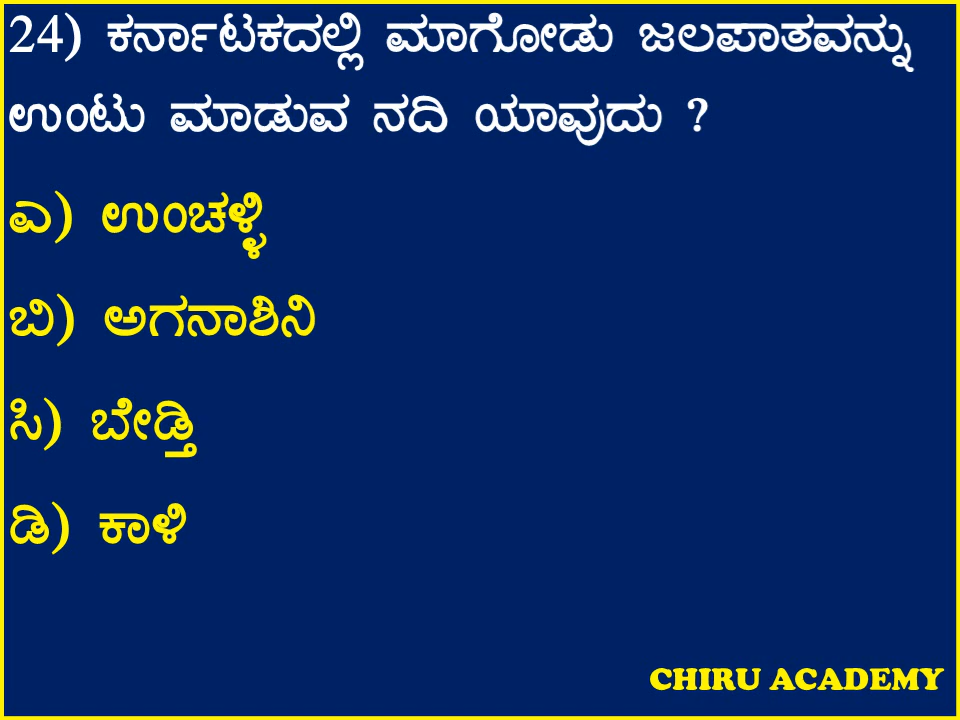 24) ಕರ್ನಾಟಕದಲ್ಲಿ ಮಾಗೋಡು ಜಲಪಾತವನ್ನು
ಉಂಟು ಮಾಡುವ ನದಿ ಯಾವುದು ?
ಎ) ಉಂಚಳ್ಳಿ
ಬಿ) ಅಗನಾಶಿನಿ
ಸಿ) ಬೇಡ್ತಿ
ಡಿ) ಕಾಳಿ
CHIRU ACADEMY